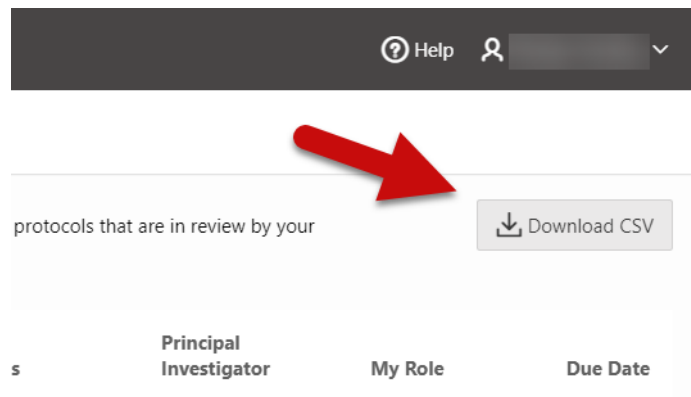 Help
protocols that are in review by your
Download CSV
Principal
Investigator
s
My Role
Due Date